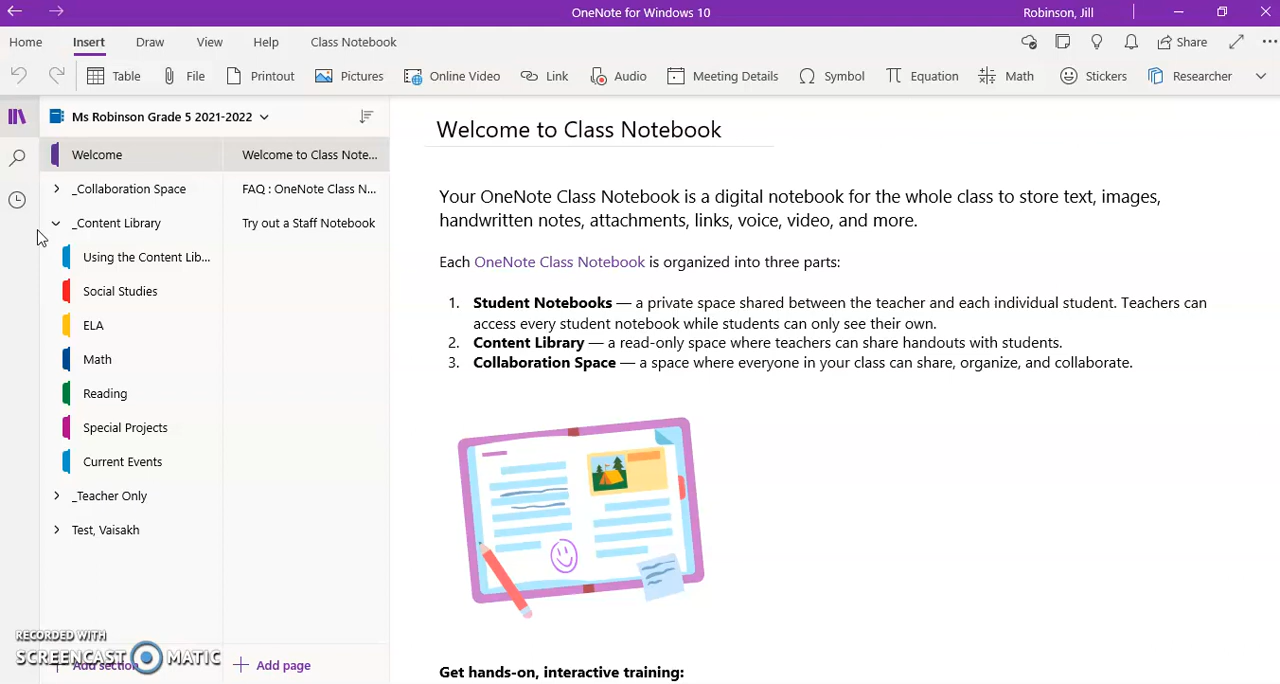 OneNote for Windows 10
Robinson, Jill
Home Insert Draw View Help Class Notebook
Share
Table File Printout Pictures Online Video Link Audio Meeting Details Symbol Equation Math Stickers Researcher
Ms Robinson Grade 5 2021-2022
Welcome
_Collaboration Space
_Content Library
Using the Content Lib...
Social Studies
ELA
Math
Reading
Special Projects
Current Events
_Teacher Only
Test, Vaisakh
Add section
Welcome to Class Note...
FAQ : OneNote Class N...
Try out a Staff Notebook
Add page
Welcome to Class Notebook
Your OneNote Class Notebook is a digital notebook for the whole class to store text, images,
handwritten notes, attachments, links, voice, video, and more.
Each OneNote Class Notebook is organized into three parts:
1. Student Notebooks — a private space shared between the teacher and each individual student. Teachers can
access every student notebook while students can only see their own.
2. Content Library — a read-only space where teachers can share handouts with students.
3. Collaboration Space — a space where everyone in your class can share, organize, and collaborate.
Get hands-on, interactive training:
RECORDED WITH
SCREENCAST MATIC